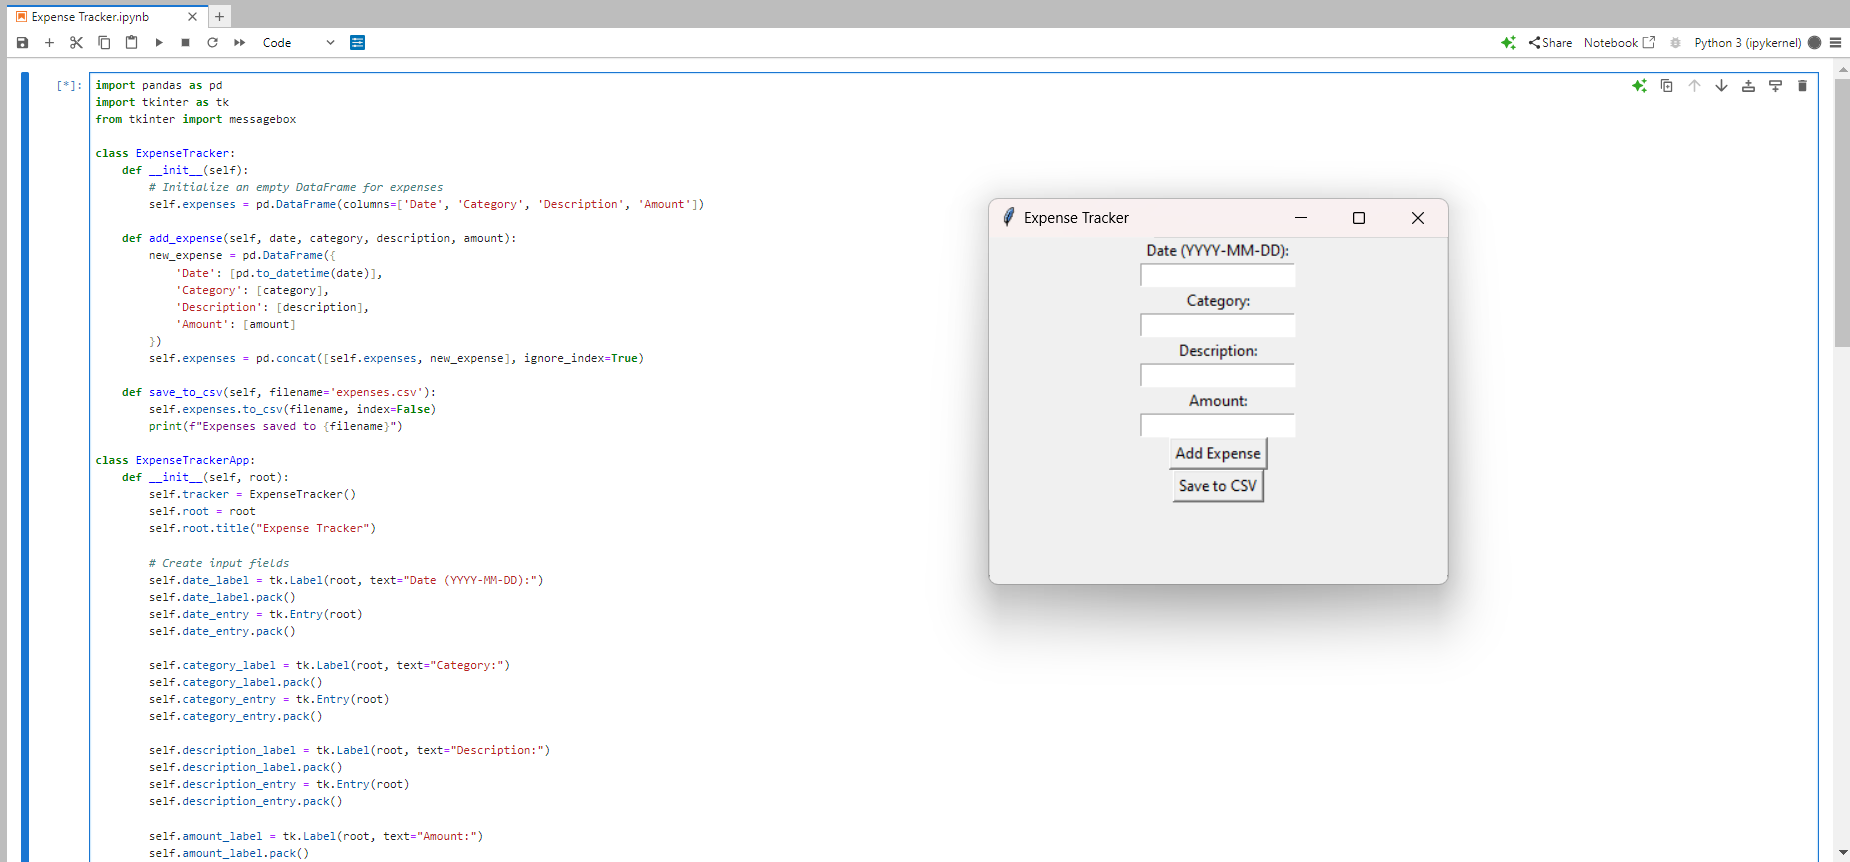 Expense Tracker.ipynb
Code
Share
Notebook
Python 3 (ipykernel)
[*]:
import pandas as pd
import tkinter as tk
from tkinter import messagebox
class ExpenseTracker:
    def __init__(self):
        # Initialize an empty DataFrame for expenses
        self.expenses = pd.DataFrame(columns=['Date', 'Category', 'Description', 'Amount'])
    def add_expense(self, date, category, description, amount):
        new_expense = pd.DataFrame({
            'Date': [pd.to_datetime(date)],
            'Category': [category],
            'Description': [description],
            'Amount': [amount]
        })
        self.expenses = pd.concat([self.expenses, new_expense], ignore_index=True)
    def save_to_csv(self, filename='expenses.csv'):
        self.expenses.to_csv(filename, index=False)
        print(f"Expenses saved to {filename}")
class ExpenseTrackerApp:
    def __init__(self, root):
        self.tracker = ExpenseTracker()
        self.root = root
        self.root.title("Expense Tracker")
        # Create input fields
        self.date_label = tk.Label(root, text="Date (YYYY-MM-DD):")
        self.date_label.pack()
        self.date_entry = tk.Entry(root)
        self.date_entry.pack()
        self.category_label = tk.Label(root, text="Category:")
        self.category_label.pack()
        self.category_entry = tk.Entry(root)
        self.category_entry.pack()
        self.description_label = tk.Label(root, text="Description:")
        self.description_label.pack()
        self.description_entry = tk.Entry(root)
        self.description_entry.pack()
        self.amount_label = tk.Label(root, text="Amount:")
        self.amount_label.pack()
Expense Tracker
Date (YYYY-MM-DD):
Category:
Description:
Amount:
Add Expense
Save to CSV